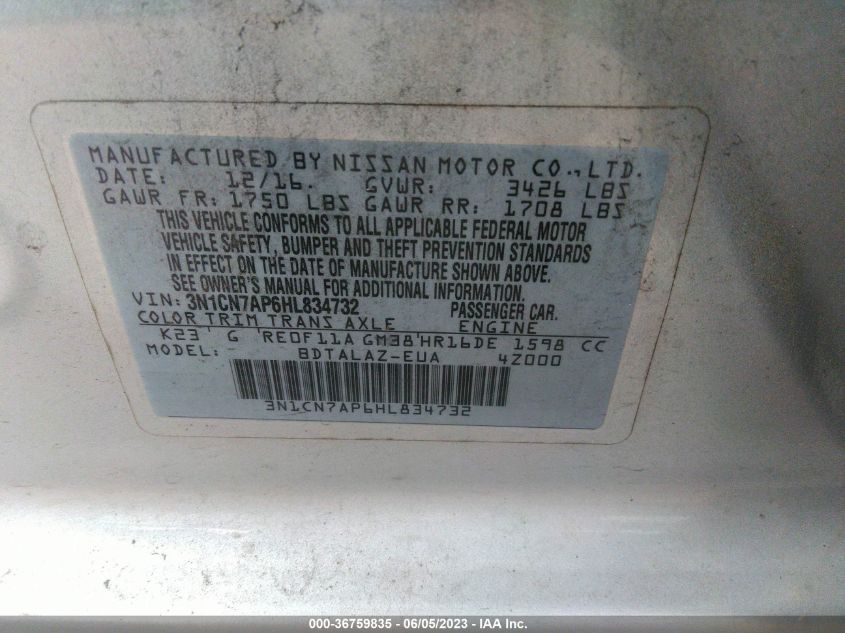 MANUFACTURED BY NISSAN MOTOR CO.,LTD.
DATE: 12/16. GVWR: 3426 LBS
GAWR FR: 1750 LBS GAWR RR: 1708 LBS
THIS VEHICLE CONFORMS TO ALL APPLICABLE FEDERAL MOTOR
VEHICLE SAFETY, BUMPER AND THEFT PREVENTION STANDARDS
IN EFFECT ON THE DATE OF MANUFACTURE SHOWN ABOVE.
SEE OWNER'S MANUAL FOR ADDITIONAL INFORMATION.
VIN: 3N1CN7AP6HL834732 PASSENGER CAR.
COLOR TRIM TRANS AXLE ENGINE
K23 G RE0F11A GM38 HR16DE 1598 CC
MODEL: BDTALAZ-EUA 4Z000
3N1CN7AP6HL834732
000-36759835 - 06/05/2023 - IAA Inc.